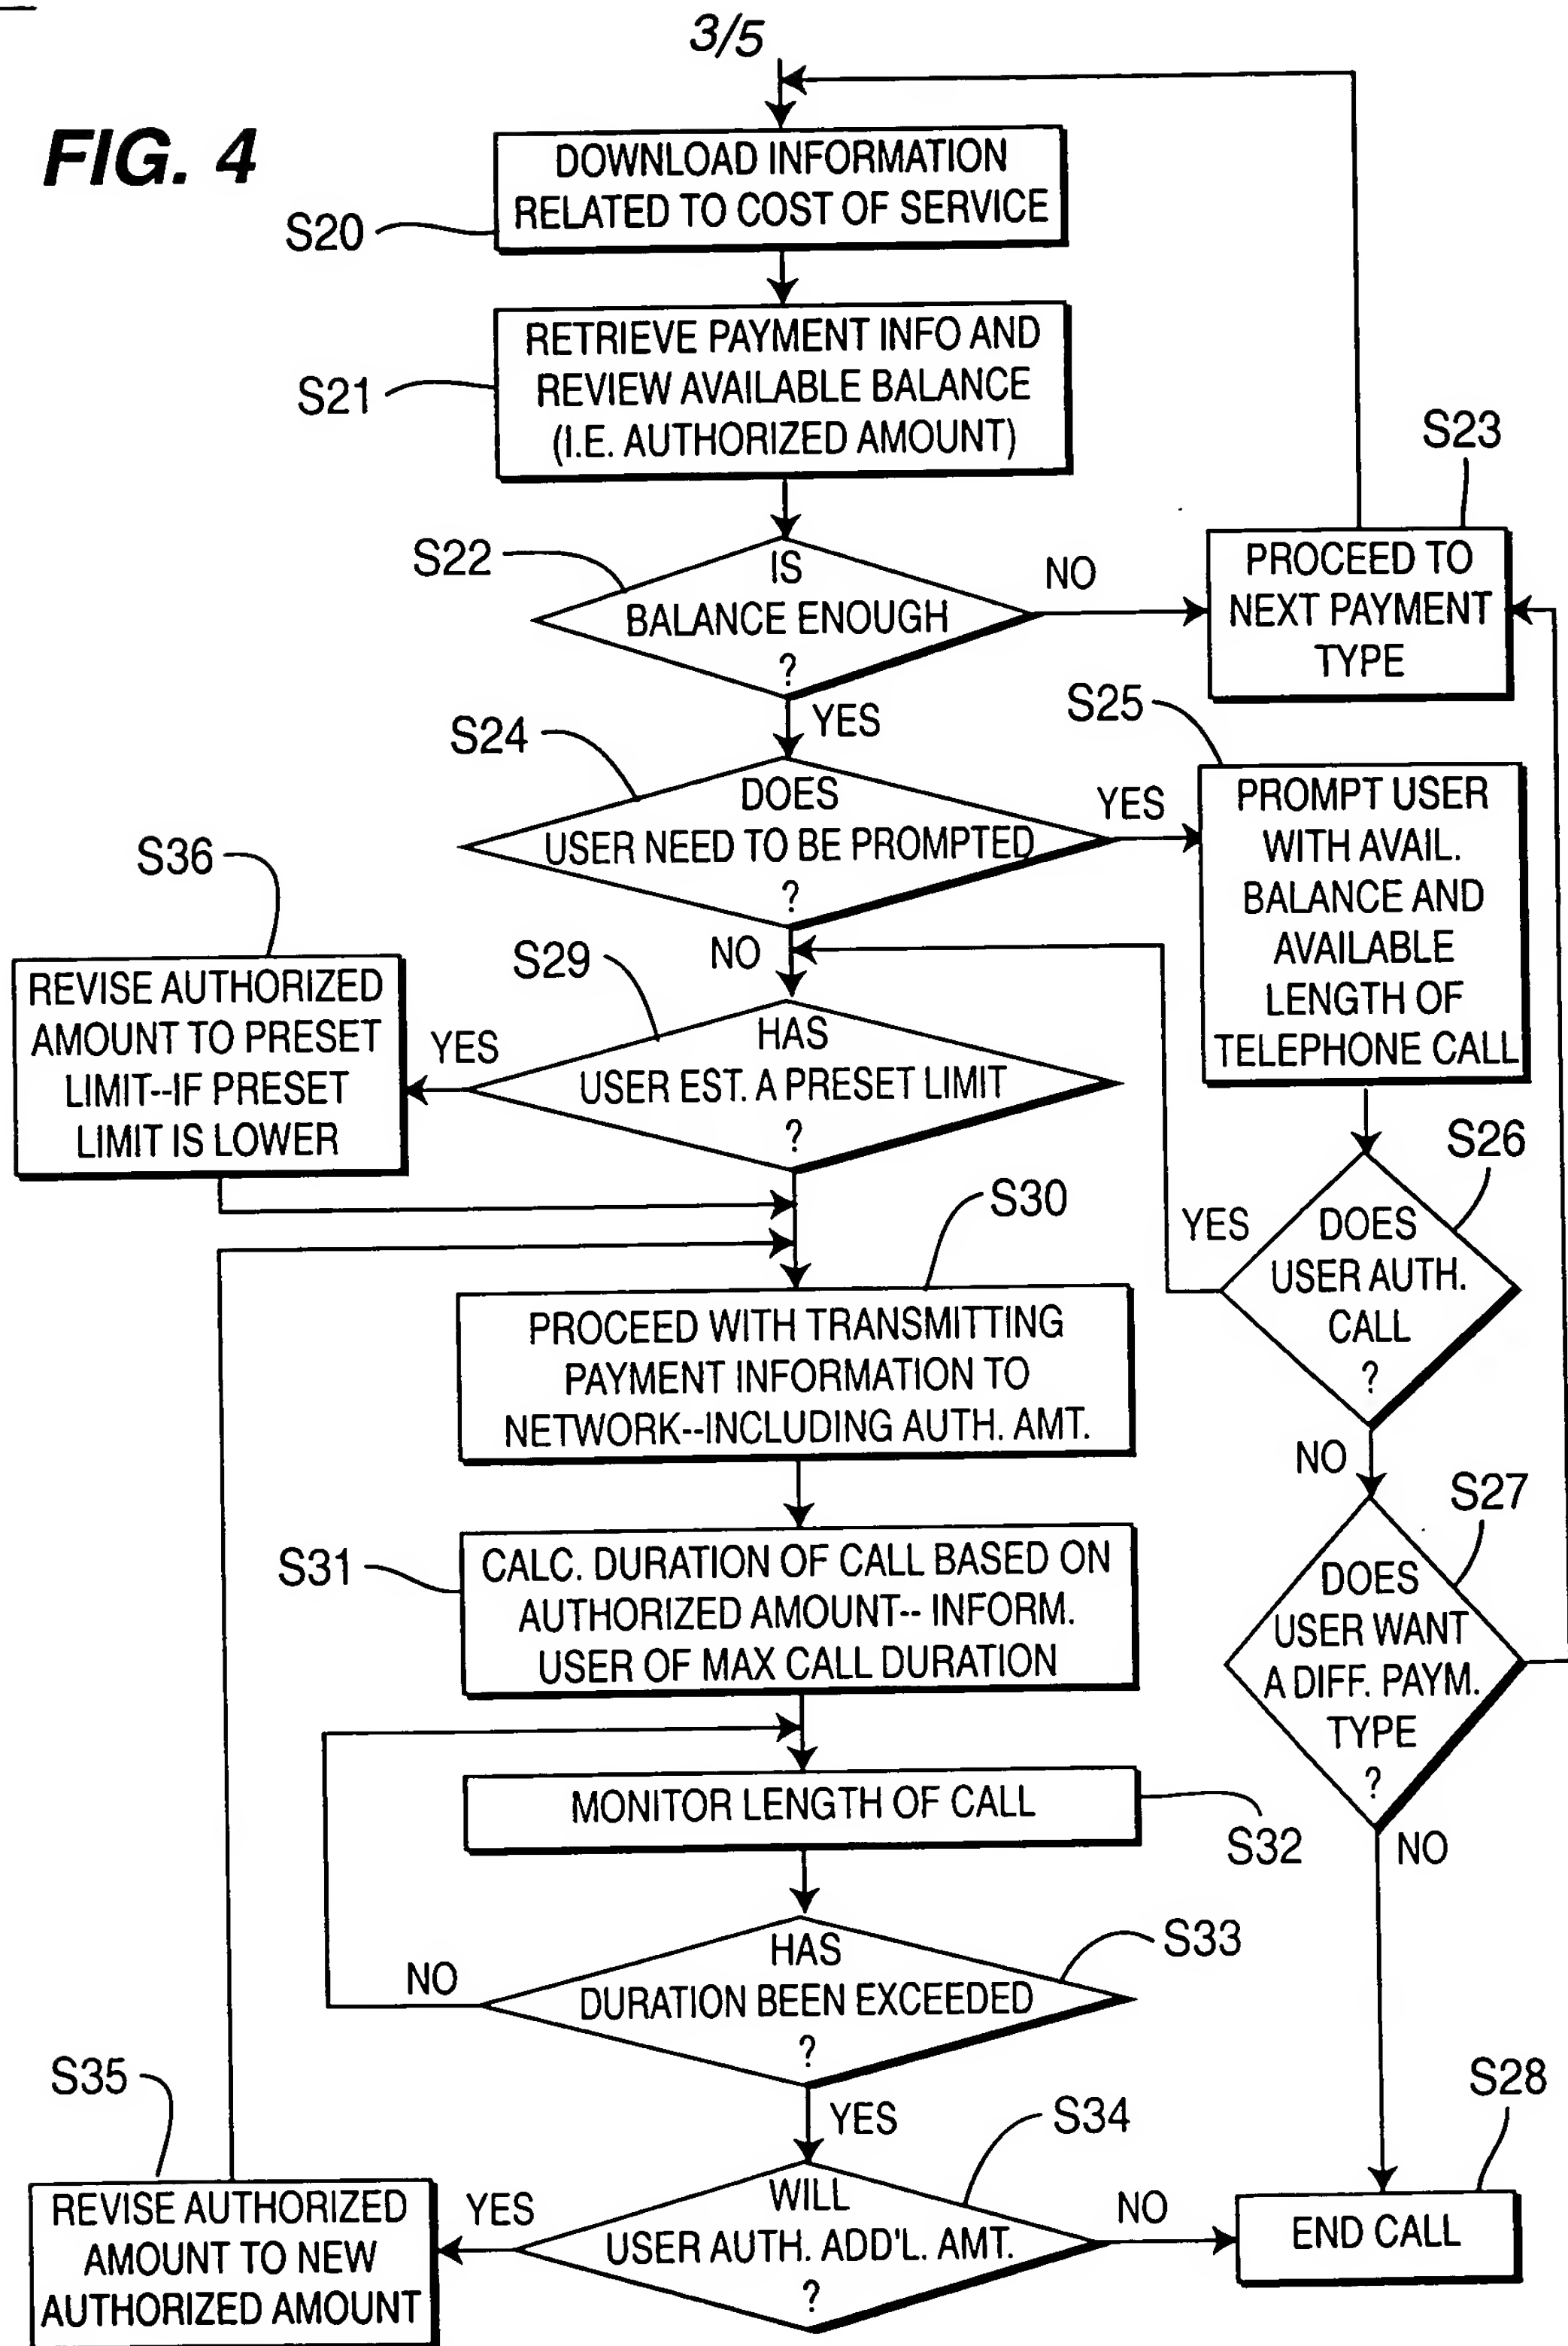 3/5
FIG. 4
DOWNLOAD INFORMATION
RELATED TO COST OF SERVICE
S20
RETRIEVE PAYMENT INFO AND
REVIEW AVAILABLE BALANCE
(I.E. AUTHORIZED AMOUNT)
S21
S22
IS
BALANCE ENOUGH
?
NO
S23
PROCEED TO
NEXT PAYMENT
TYPE
YES
S24
DOES
USER NEED TO BE PROMPTED
?
YES
S25
PROMPT USER
WITH AVAIL.
BALANCE AND
AVAILABLE
LENGTH OF
TELEPHONE CALL
NO
S36
REVISE AUTHORIZED
AMOUNT TO PRESET
LIMIT--IF PRESET
LIMIT IS LOWER
YES
S29
HAS
USER EST. A PRESET LIMIT
?
S26
YES
DOES
USER AUTH.
CALL
?
NO
S30
PROCEED WITH TRANSMITTING
PAYMENT INFORMATION TO
NETWORK--INCLUDING AUTH. AMT.
S27
DOES
USER WANT
A DIFF. PAYM.
TYPE
?
NO
S31
CALC. DURATION OF CALL BASED ON
AUTHORIZED AMOUNT-- INFORM.
USER OF MAX CALL DURATION
MONITOR LENGTH OF CALL
S32
HAS
DURATION BEEN EXCEEDED
?
S33
NO
YES
S35
REVISE AUTHORIZED
AMOUNT TO NEW
AUTHORIZED AMOUNT
YES
S34
WILL
USER AUTH. ADD'L. AMT.
?
NO
S28
END CALL